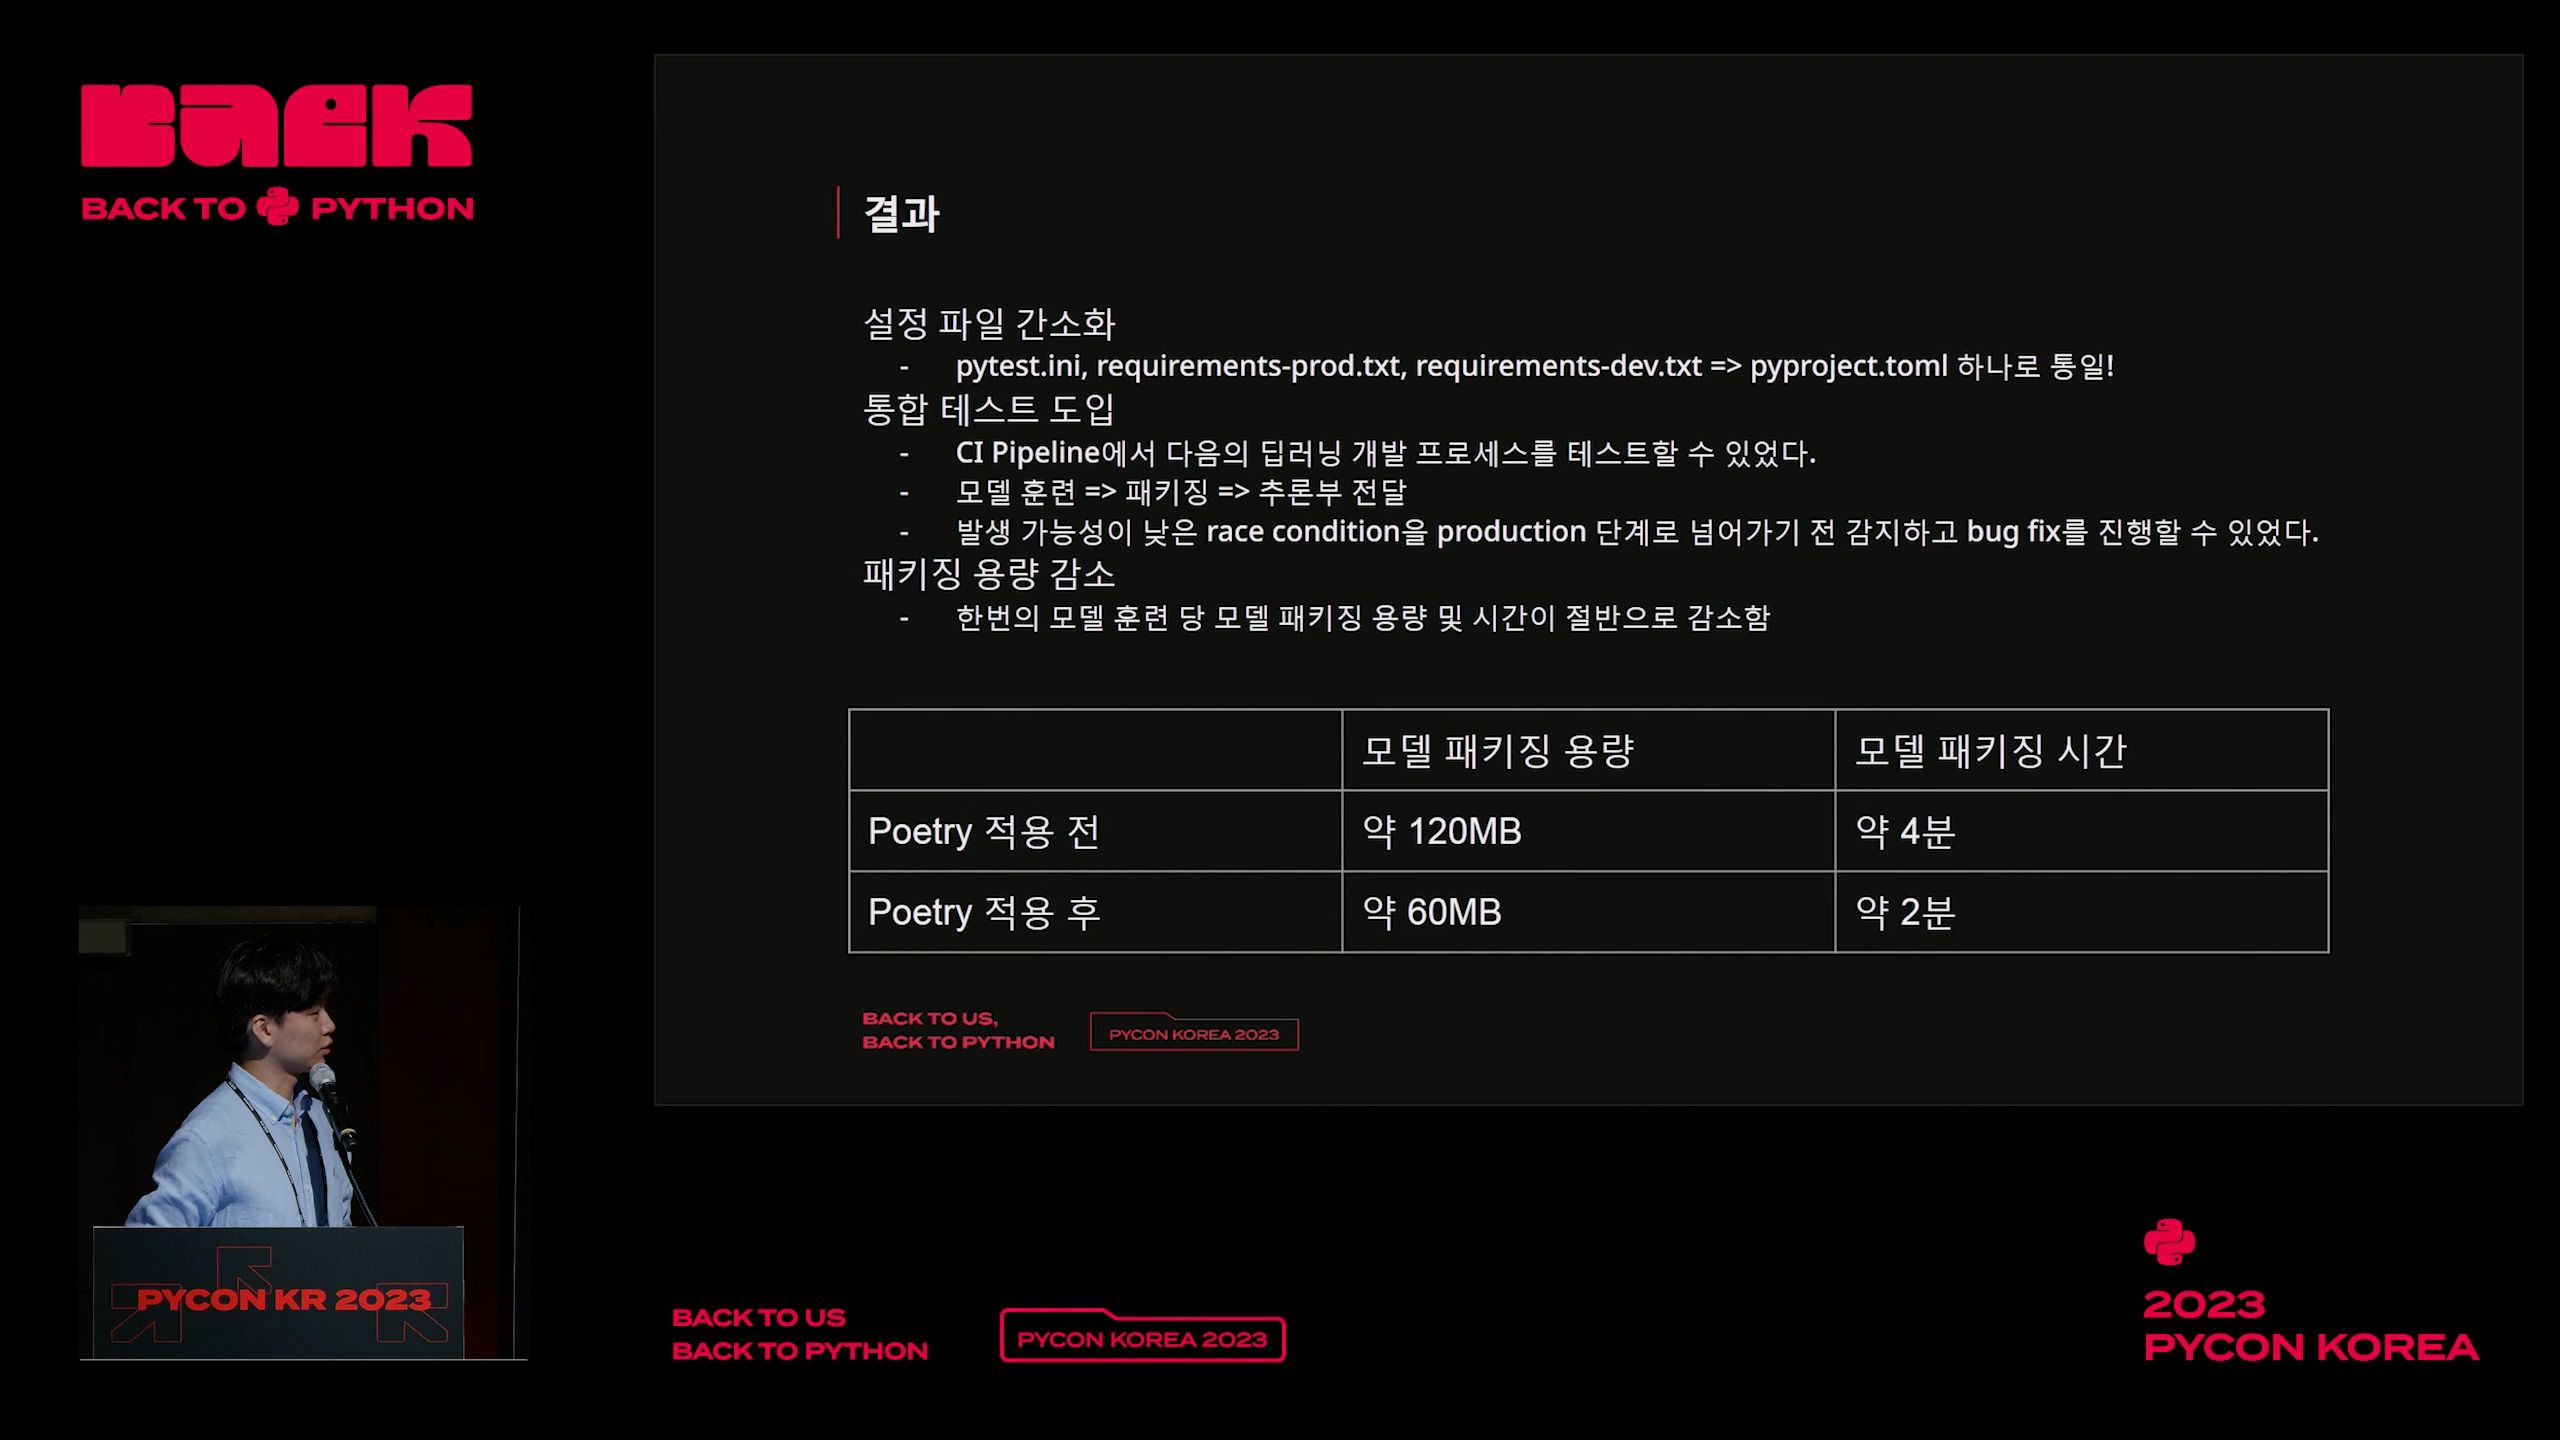 BACK
BACK TO PYTHON
결과
설정 파일 간소화
- pytest.ini, requirements-prod.txt, requirements-dev.txt => pyproject.toml 하나로 통일!
통합 테스트 도입
- CI Pipeline에서 다음의 딥러닝 개발 프로세스를 테스트할 수 있었다.
- 모델 훈련 => 패키징 => 추론부 전달
- 발생 가능성이 낮은 race condition을 production 단계로 넘어가기 전 감지하고 bug fix를 진행할 수 있었다.
패키징 용량 감소
- 한번의 모델 훈련 당 모델 패키징 용량 및 시간이 절반으로 감소함
모델 패키징 용량 모델 패키징 시간
Poetry 적용 전 약 120MB 약 4분
Poetry 적용 후 약 60MB 약 2분
BACK TO US,
BACK TO PYTHON
PYCON KOREA 2023
PYCON KR 2023
BACK TO US
BACK TO PYTHON
PYCON KOREA 2023
2023
PYCON KOREA